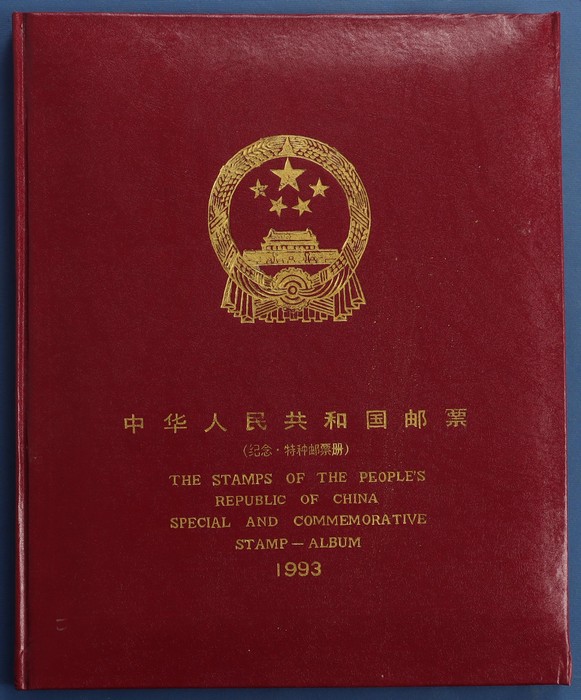 中华人民共和国邮票
(纪念·特种邮票册)
THE STAMPS OF THE PEOPLE'S
REPUBLIC OF CHINA
SPECIAL AND COMMEMORATIVE
STAMP — ALBUM
1993